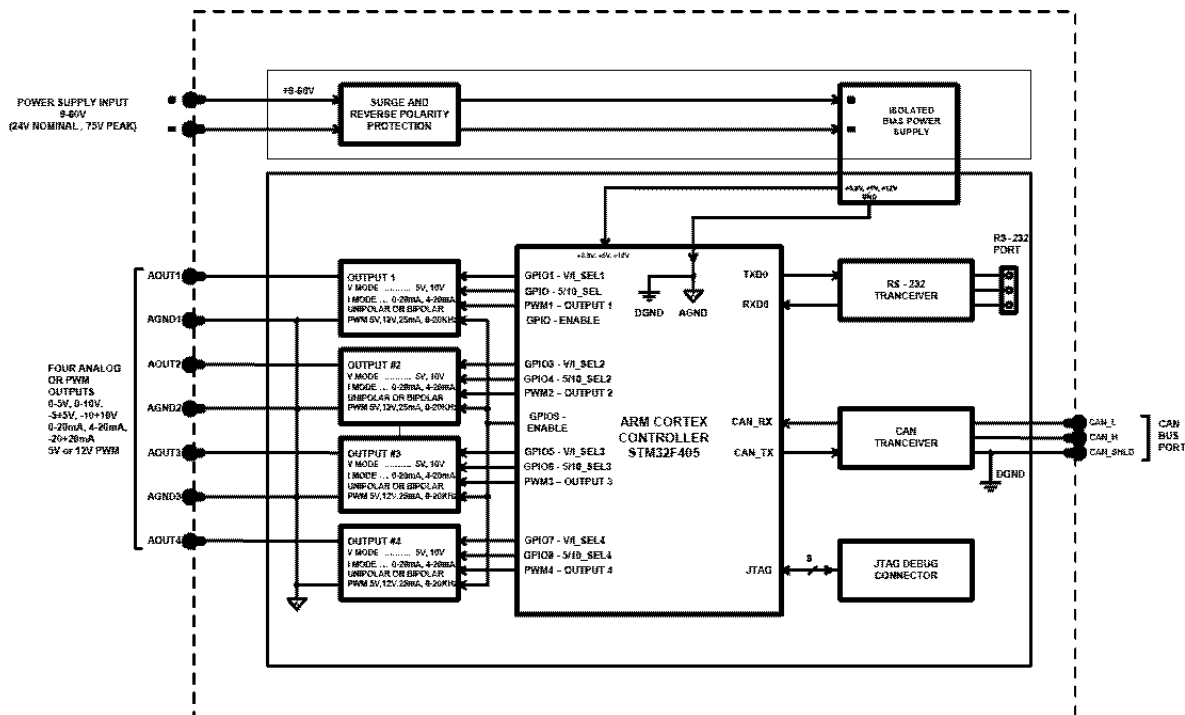 POWER SUPPLY INPUT
9-60V
(24V NOMINAL , 75V PEAK)
+9-60V
SURGE AND
REVERSE POLARITY
PROTECTION
ISOLATED
BIAS POWER
SUPPLY
+3.3V, +5V, +12V
GND
+3.3V, +5V, +12V
FOUR ANALOG
OR PWM
OUTPUTS
0-5V, 0-10V,
-5+5V, -10+10V
0-20mA, 4-20mA,
-20+20mA
5V or 12V PWM
AOUT1
AGND1
AOUT2
AGND2
AOUT3
AGND3
AOUT4
OUTPUT 1
V MODE .......... 5V, 10V
I MODE ... 0-20mA, 4-20mA
UNIPOLAR OR BIPOLAR
PWM 5V,12V,25mA, 0-20KHz
OUTPUT #2
V MODE .......... 5V, 10V
I MODE ... 0-20mA, 4-20mA
UNIPOLAR OR BIPOLAR
PWM 5V,12V,25mA, 0-20KHz
OUTPUT #3
V MODE .......... 5V, 10V
I MODE ... 0-20mA, 4-20mA
UNIPOLAR OR BIPOLAR
PWM 5V,12V,25mA, 0-20KHz
OUTPUT #4
V MODE .......... 5V, 10V
I MODE ... 0-20mA, 4-20mA
UNIPOLAR OR BIPOLAR
PWM 5V,12V,25mA, 0-20KHz
GPIO1 - V/I_SEL1
GPIO - 5/10_SEL
PWM1 - OUTPUT 1
GPIO - ENABLE
GPIO3 - V/I_SEL2
GPIO4 - 5/10_SEL2
PWM2 - OUTPUT 2
GPIO9 -
ENABLE
GPIO5 - V/I_SEL3
GPIO6 - 5/10_SEL3
PWM3 - OUTPUT 3
GPIO7 - V/I_SEL4
GPIO8 - 5/10_SEL4
PWM4 - OUTPUT 4
DGND
AGND
ARM CORTEX
CONTROLLER
STM32F405
TXD0
RXD0
CAN_RX
CAN_TX
JTAG
RS - 232
TRANCEIVER
RS - 232
PORT
CAN
TRANCEIVER
CAN_L
CAN_H
CAN_SHLD
CAN
BUS
PORT
DGND
JTAG DEBUG
CONNECTOR